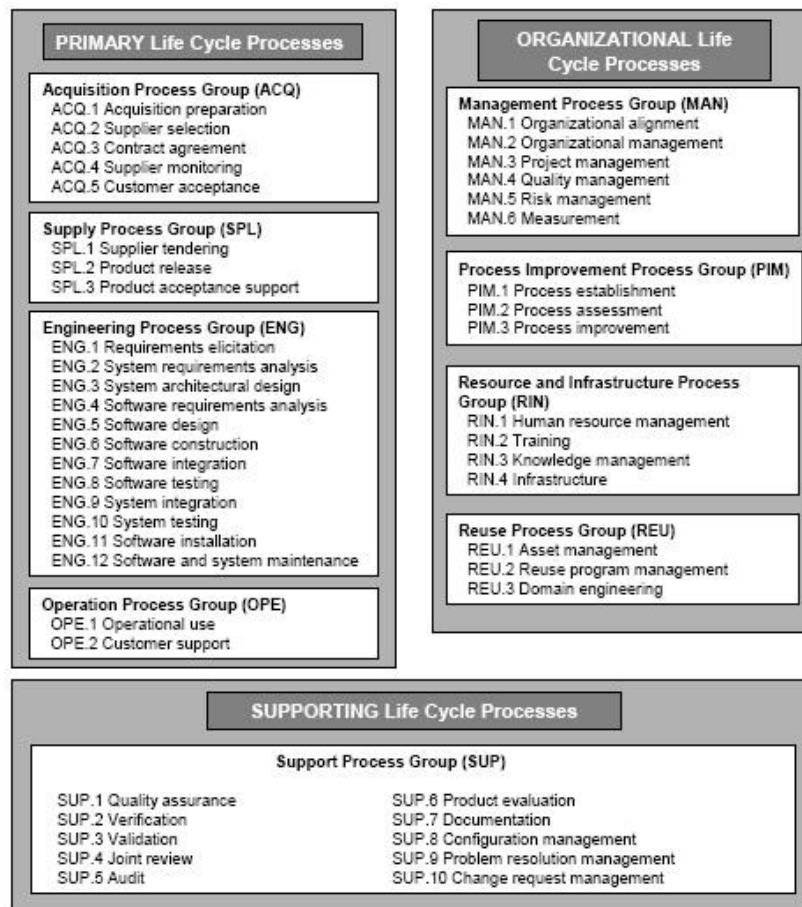 PRIMARY Life Cycle Processes
Acquisition Process Group (ACQ)
ACQ.1 Acquisition preparation
ACQ.2 Supplier selection
ACQ.3 Contract agreement
ACQ.4 Supplier monitoring
ACQ.5 Customer acceptance
Supply Process Group (SPL)
SPL.1 Supplier tendering
SPL.2 Product release
SPL.3 Product acceptance support
Engineering Process Group (ENG)
ENG.1 Requirements elicitation
ENG.2 System requirements analysis
ENG.3 System architectural design
ENG.4 Software requirements analysis
ENG.5 Software design
ENG.6 Software construction
ENG.7 Software integration
ENG.8 Software testing
ENG.9 System integration
ENG.10 System testing
ENG.11 Software installation
ENG.12 Software and system maintenance
Operation Process Group (OPE)
OPE.1 Operational use
OPE.2 Customer support
ORGANIZATIONAL Life
Cycle Processes
Management Process Group (MAN)
MAN.1 Organizational alignment
MAN.2 Organizational management
MAN.3 Project management
MAN.4 Quality management
MAN.5 Risk management
MAN.6 Measurement
Process Improvement Process Group (PIM)
PIM.1 Process establishment
PIM.2 Process assessment
PIM.3 Process improvement
Resource and Infrastructure Process
Group (RIN)
RIN.1 Human resource management
RIN.2 Training
RIN.3 Knowledge management
RIN.4 Infrastructure
Reuse Process Group (REU)
REU.1 Asset management
REU.2 Reuse program management
REU.3 Domain engineering
SUPPORTING Life Cycle Processes
Support Process Group (SUP)
SUP.1 Quality assurance
SUP.2 Verification
SUP.3 Validation
SUP.4 Joint review
SUP.5 Audit
SUP.6 Product evaluation
SUP.7 Documentation
SUP.8 Configuration management
SUP.9 Problem resolution management
SUP.10 Change request management